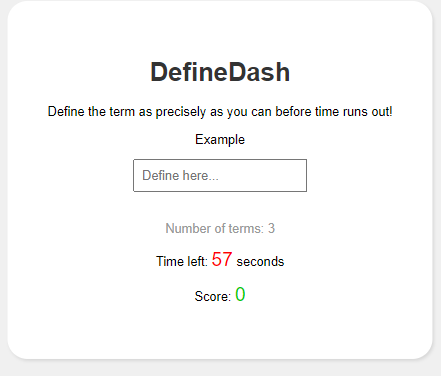 DefineDash
Define the term as precisely as you can before time runs out!
Example
Define here...
Number of terms: 3
Time left: 57 seconds
Score: 0